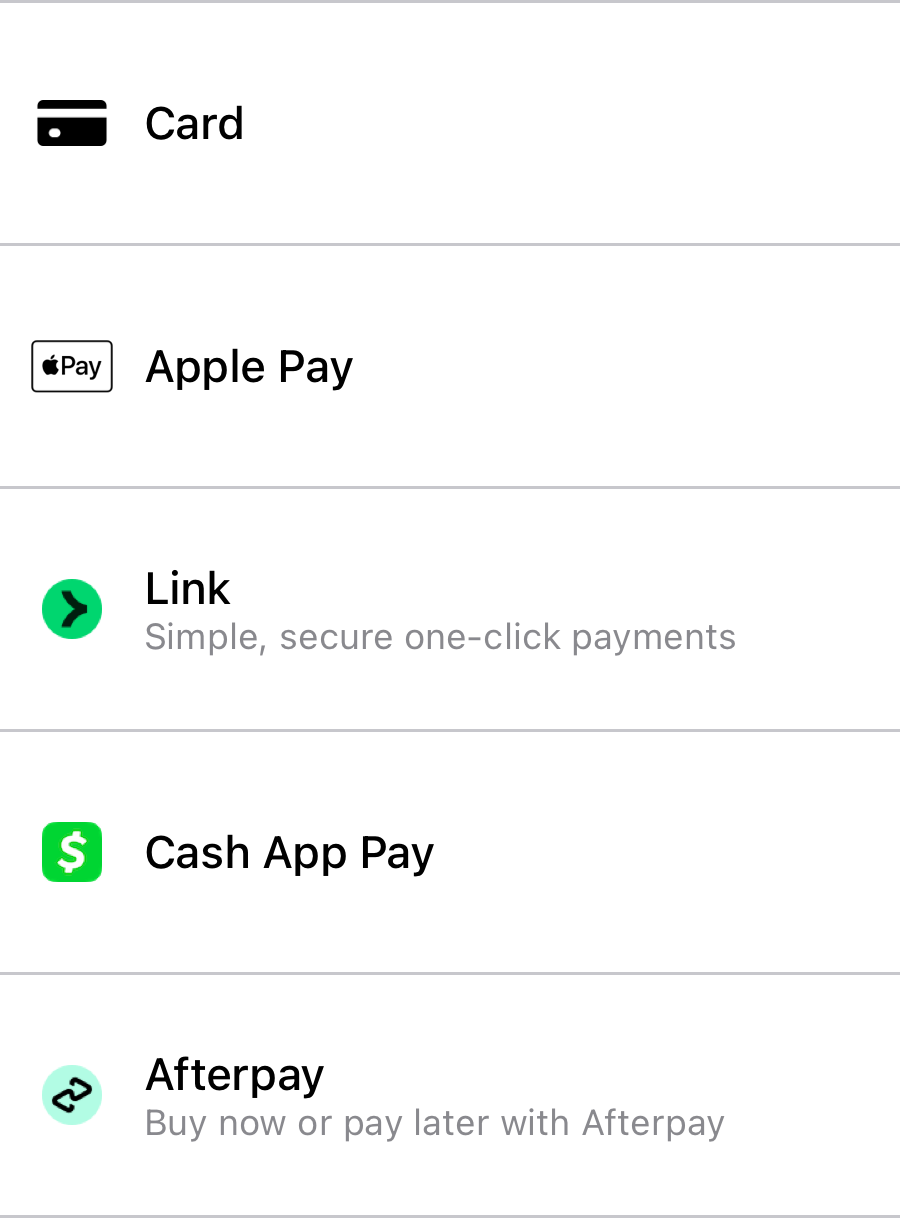 Card
Pay
Apple Pay
Link
Simple, secure one-click payments
$
Cash App Pay
Afterpay
Buy now or pay later with Afterpay